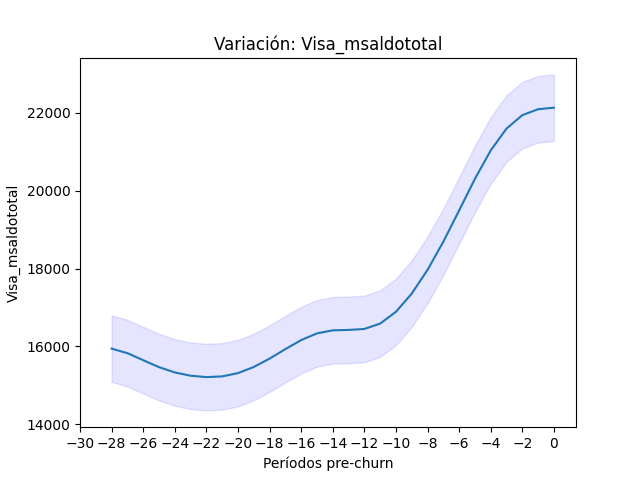 Variación: Visa_msaldototal
Visa_msaldototal
22000
20000
18000
16000
14000
−30 −28 −26 −24 −22 −20 −18 −16 −14 −12 −10 −8 −6 −4 −2 0
Períodos pre-churn